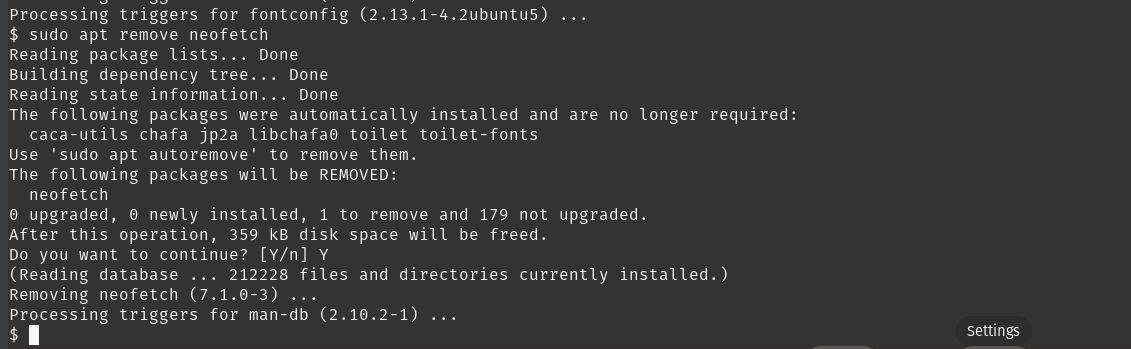 Processing triggers for fontconfig (2.13.1-4.2ubuntu5) ...
$ sudo apt remove neofetch
Reading package lists... Done
Building dependency tree... Done
Reading state information... Done
The following packages were automatically installed and are no longer required:
  caca-utils chafa jp2a libchafa0 toilet toilet-fonts
Use 'sudo apt autoremove' to remove them.
The following packages will be REMOVED:
  neofetch
0 upgraded, 0 newly installed, 1 to remove and 179 not upgraded.
After this operation, 359 kB disk space will be freed.
Do you want to continue? [Y/n] Y
(Reading database ... 212228 files and directories currently installed.)
Removing neofetch (7.1.0-3) ...
Processing triggers for man-db (2.10.2-1) ...
$
Settings